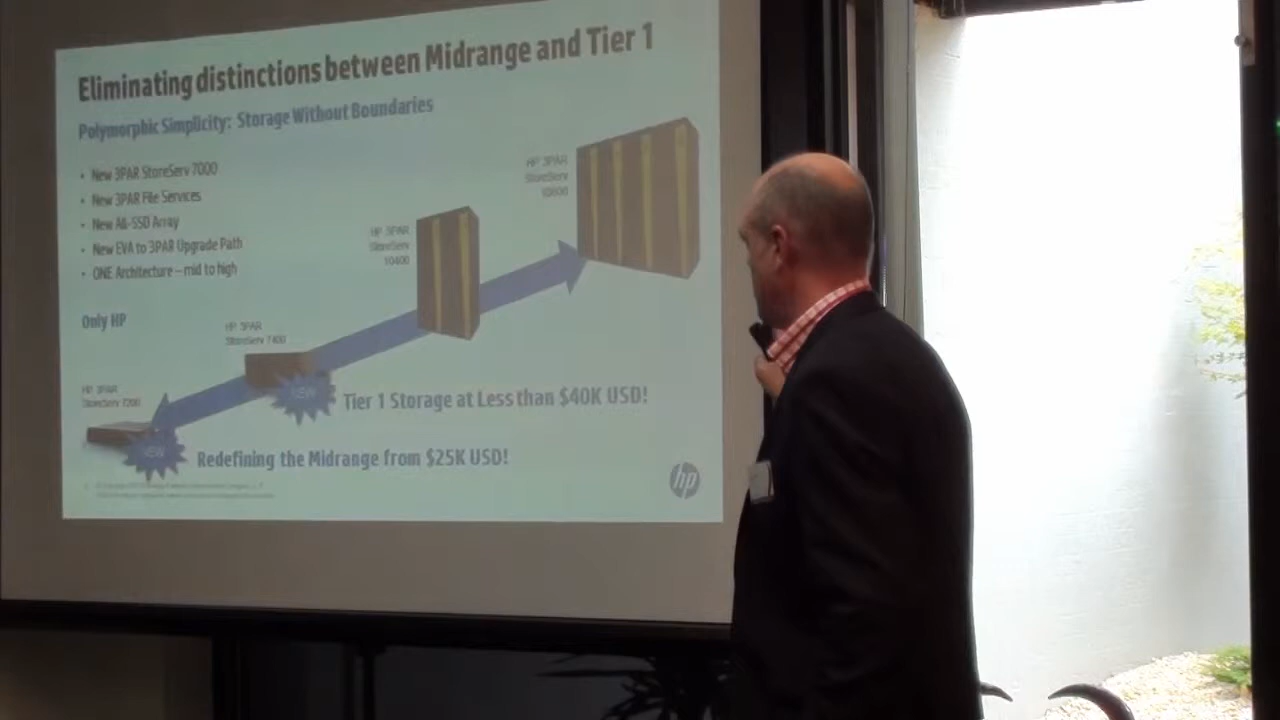 Eliminating distinctions between Midrange and Tier 1
Polymorphic Simplicity: Storage Without Boundaries
• New 3PAR StoreServ 7000
• New 3PAR File Services
• New All-SSD Array
• New EVA to 3PAR Upgrade Path
• ONE Architecture – mid to high
Only HP
HP 3PAR
StoreServ
10800
HP 3PAR
StoreServ
10400
HP 3PAR
StoreServ 7400
HP 3PAR
StoreServ 7200
NEW
Tier 1 Storage at Less than $40K USD!
NEW
Redefining the Midrange from $25K USD!
hp